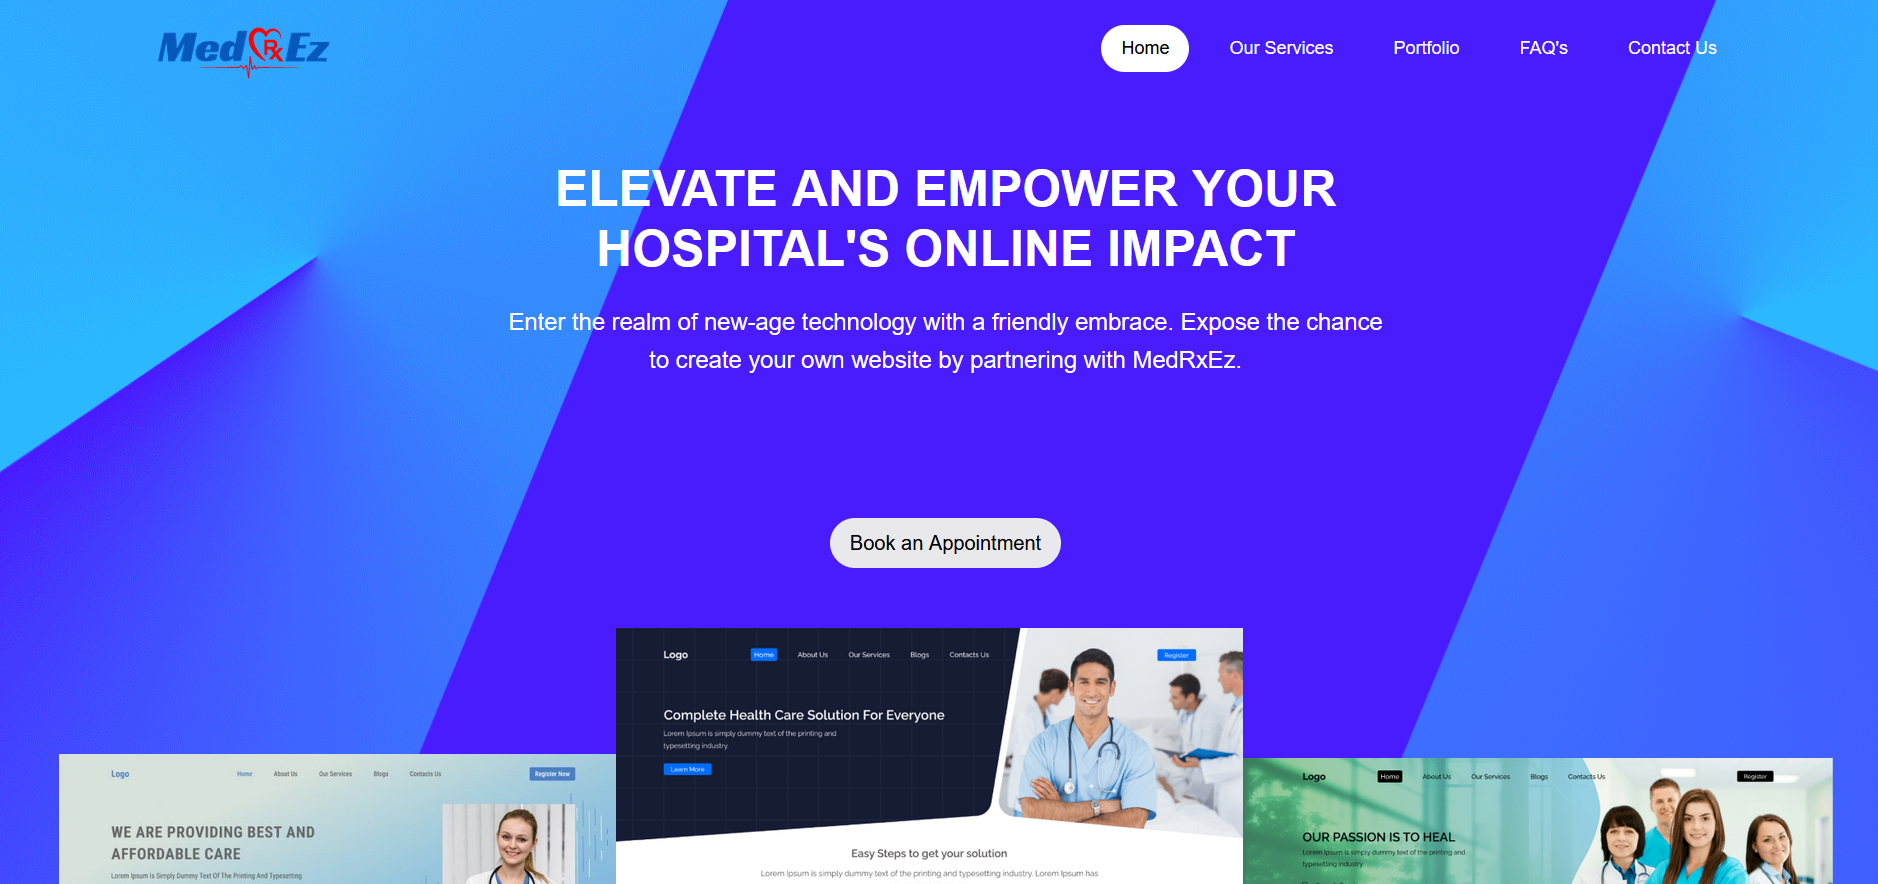 MedRxEz
Home Our Services Portfolio FAQ's Contact Us
ELEVATE AND EMPOWER YOUR
HOSPITAL'S ONLINE IMPACT
Enter the realm of new-age technology with a friendly embrace. Expose the chance
to create your own website by partnering with MedRxEz.
Book an Appointment
Logo Home About Us Our Services Blogs Contacts Us Register
Complete Health Care Solution For Everyone
Lorem Ipsum is simply dummy text of the printing and
typesetting industry.
Learn More
Easy Steps to get your solution
Lorem Ipsum is simply dummy text of the printing and typesetting industry. Lorem Ipsum has
Logo Home About Us Our Services Blogs Contacts Us Register Now
WE ARE PROVIDING BEST AND
AFFORDABLE CARE
Lorem Ipsum Is Simply Dummy Text Of The Printing And Typesetting
Logo Home About Us Our Services Blogs Contacts Us Register
OUR PASSION IS TO HEAL
Lorem Ipsum is simply dummy text of the printing and
typesetting industry.